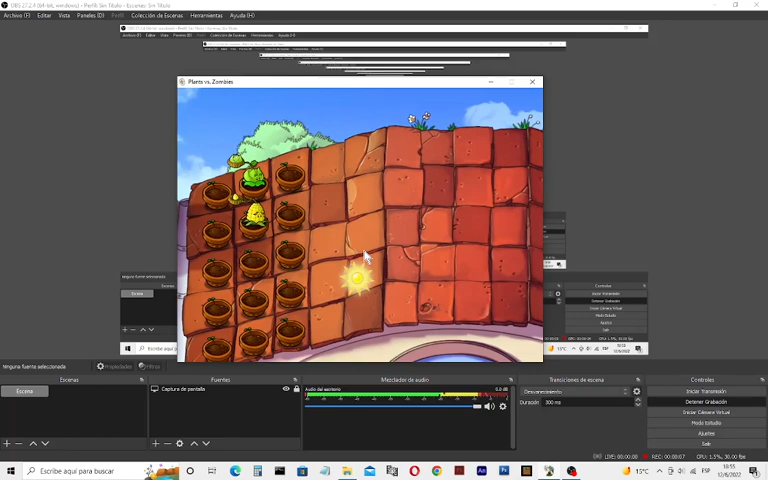 OBS 27.2.4 (64-bit, windows) - Perfil: Sin Título - Escenas: Sin Título
Archivo (F) Editar Vista Paneles (D) Perfil Colección de Escenas Herramientas Ayuda (H)
Plants vs. Zombies
Ninguna fuente seleccionada Propiedades Filtros
Escenas Fuentes Mezclador de audio Transiciones de escena Controles
Escena
Captura de pantalla
Audio del escritorio 0.0 dB
Desvanecimiento
Duración 300 ms
Iniciar Transmisión
Detener Grabación
Iniciar Cámara Virtual
Modo Estudio
Ajustes
Salir
LIVE: 00:00:00 REC: 00:00:07 CPU: 1.5%, 30.00 fps
Escribe aquí para buscar
15°C ESP 18:55
12/6/2022